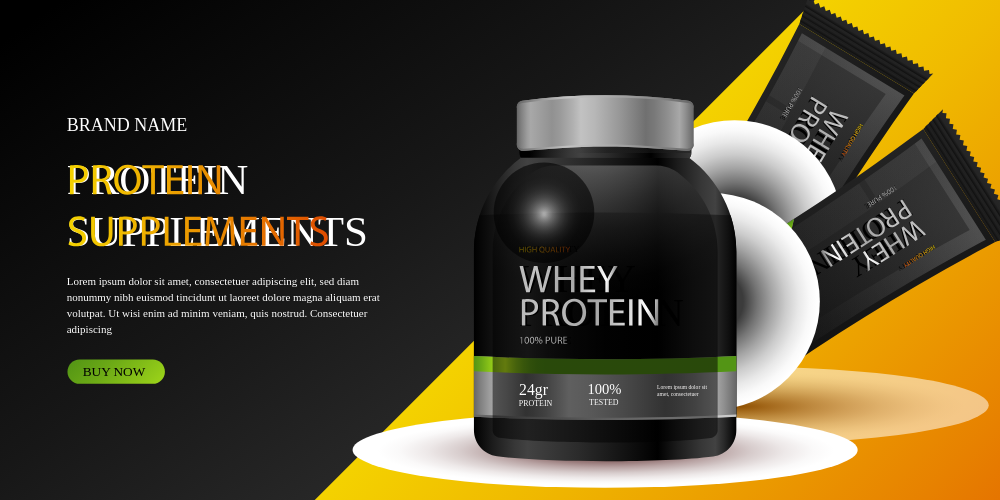 BRAND NAME
PROTEIN
SUPPLEMENTS
Lorem ipsum dolor sit amet, consectetuer adipiscing elit, sed diam
nonummy nibh euismod tincidunt ut laoreet dolore magna aliquam erat
volutpat. Ut wisi enim ad minim veniam, quis nostrud. Consectetuer
adipiscing
BUY NOW
HIGH QUALITY
WHEY
PROTEIN
100% PURE
24gr
PROTEIN
100%
TESTED
Lorem ipsum dolor sit
amet, consectetuer
HIGH QUALITY
WHEY
100% PURE
HIGH QUALITY
WHEY
PROTEIN
100% PURE